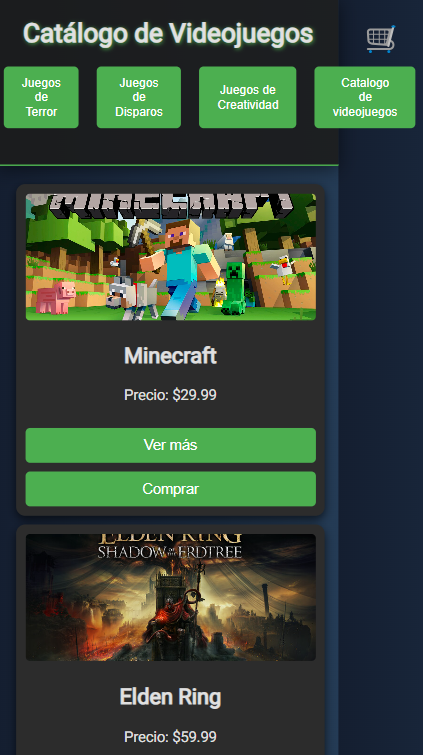 Catálogo de Videojuegos
Juegos
de
Terror
Juegos
de
Disparos
Juegos de
Creatividad
Catalogo
de
videojuegos
MINECRAFT
Minecraft
Precio: $29.99
Ver más
Comprar
ELDEN RING
SHADOW OF THE ERDTREE
Elden Ring
Precio: $59.99